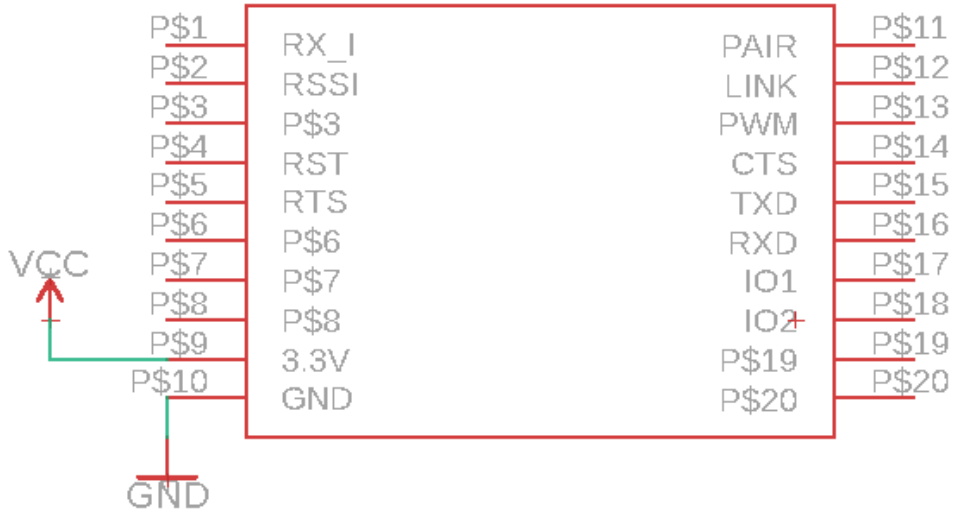 P$1 RX_I PAIR P$11
P$2 RSSI LINK P$12
P$3 P$3 PWM P$13
P$4 RST CTS P$14
P$5 RTS TXD P$15
P$6 P$6 RXD P$16
VCC P$7 P$7 IO1 P$17
P$8 P$8 IO2 P$18
P$9 3.3V P$19 P$19
P$10 GND P$20 P$20
GND